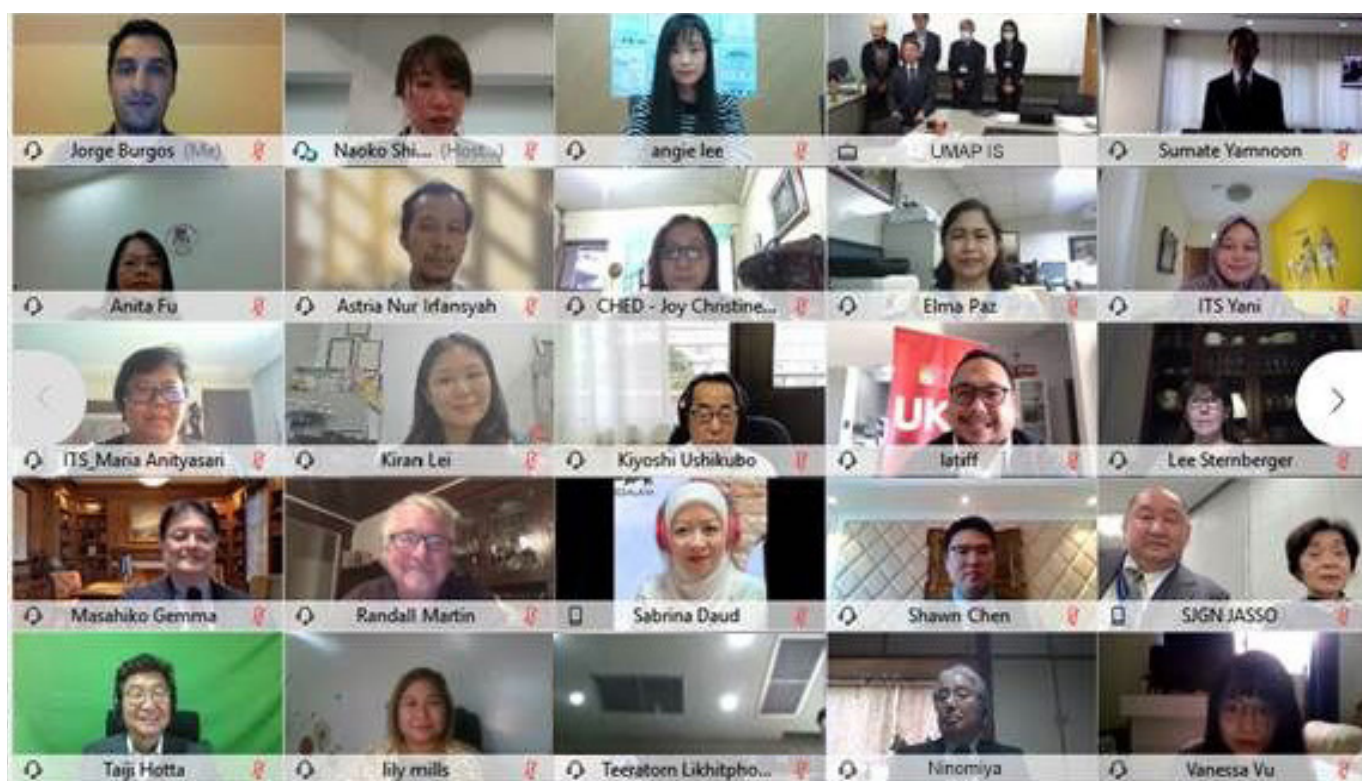 Jorge Burgos (Me)
Naoko Shi... (Host...)
angie lee
UMAP IS
Sumate Yamnoon
Anita Fu
Astria Nur Irfansyah
CHED - Joy Christine...
Elma Paz
ITS Yani
ITS_Maria Anityasari
Kiran Lei
Kiyoshi Ushikubo
UK
latiff
Lee Sternberger
Masahiko Gemma
Randall Martin
Sabrina Daud
Shawn Chen
SJGN JASSO
Taiji Hotta
lily mills
Teeratorn Likhitpho...
Ninomiya
Vanessa Vu